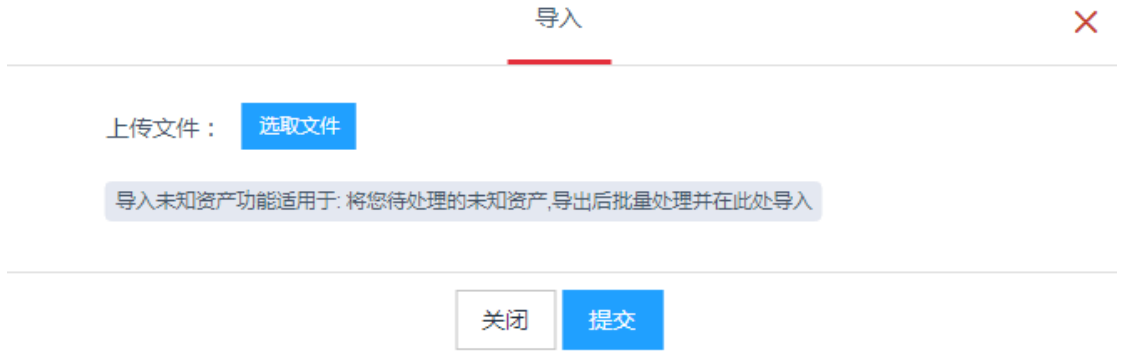 导入
上传文件：
选取文件
导入未知资产功能适用于: 将您待处理的未知资产,导出后批量处理并在此处导入
关闭
提交